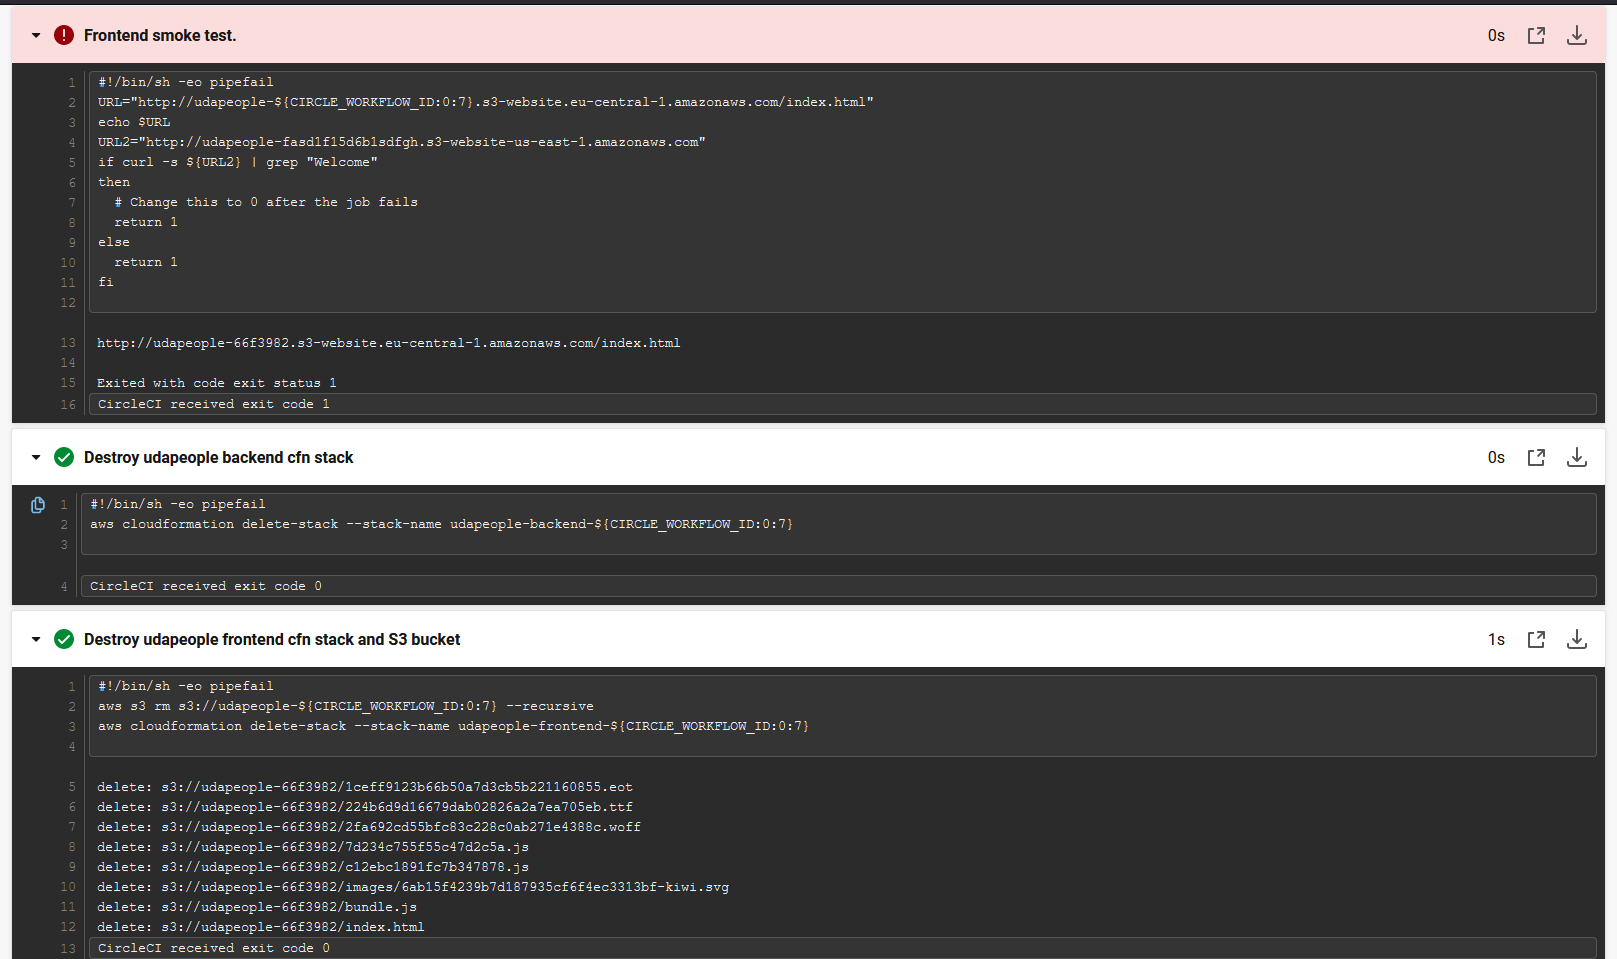 Frontend smoke test.
0s
1 #!/bin/sh -eo pipefail
2 URL="http://udapeople-${CIRCLE_WORKFLOW_ID:0:7}.s3-website.eu-central-1.amazonaws.com/index.html"
3 echo $URL
4 URL2="http://udapeople-fasd1f15d6b1sdfgh.s3-website-us-east-1.amazonaws.com"
5 if curl -s ${URL2} | grep "Welcome"
6 then
7 # Change this to 0 after the job fails
8 return 1
9 else
10 return 1
11 fi
12
13 http://udapeople-66f3982.s3-website.eu-central-1.amazonaws.com/index.html
14
15 Exited with code exit status 1
16 CircleCI received exit code 1
Destroy udapeople backend cfn stack
0s
1 #!/bin/sh -eo pipefail
2 aws cloudformation delete-stack --stack-name udapeople-backend-${CIRCLE_WORKFLOW_ID:0:7}
3
4 CircleCI received exit code 0
Destroy udapeople frontend cfn stack and S3 bucket
1s
1 #!/bin/sh -eo pipefail
2 aws s3 rm s3://udapeople-${CIRCLE_WORKFLOW_ID:0:7} --recursive
3 aws cloudformation delete-stack --stack-name udapeople-frontend-${CIRCLE_WORKFLOW_ID:0:7}
4
5 delete: s3://udapeople-66f3982/1ceff9123b66b50a7d3cb5b221160855.eot
6 delete: s3://udapeople-66f3982/224b6d9d16679dab02826a2a7ea705eb.ttf
7 delete: s3://udapeople-66f3982/2fa692cd55bfc83c228c0ab271e4388c.woff
8 delete: s3://udapeople-66f3982/7d234c755f55c47d2c5a.js
9 delete: s3://udapeople-66f3982/c12ebc1891fc7b347878.js
10 delete: s3://udapeople-66f3982/images/6ab15f4239b7d187935cf6f4ec3313bf-kiwi.svg
11 delete: s3://udapeople-66f3982/bundle.js
12 delete: s3://udapeople-66f3982/index.html
13 CircleCI received exit code 0